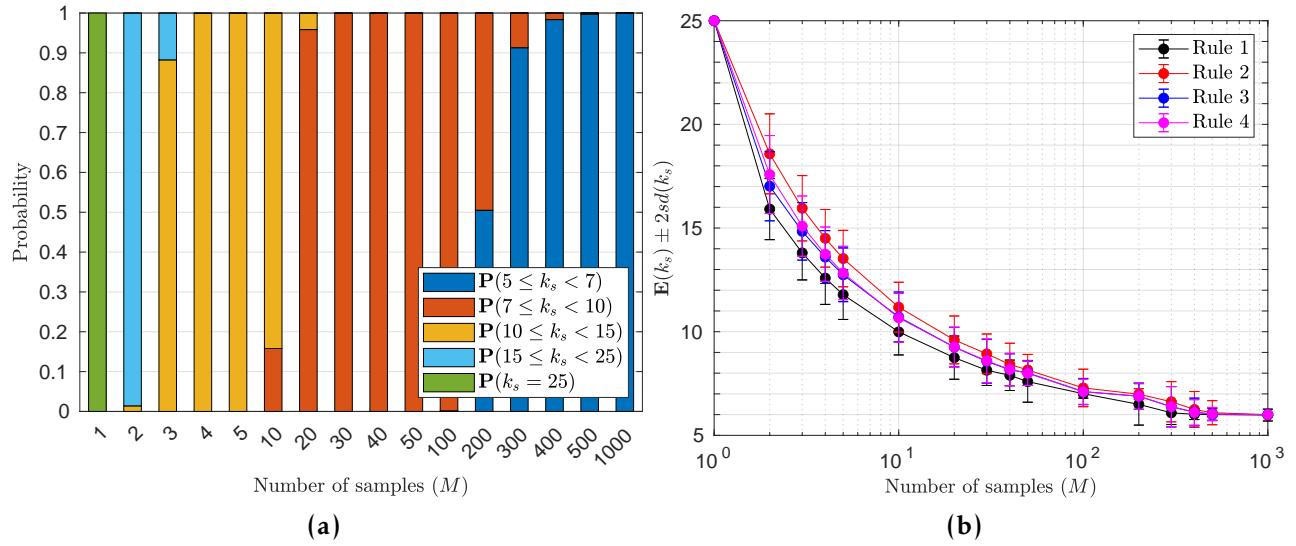 1
0.9
0.8
0.7
0.6
0.5
0.4
0.3
0.2
0.1
0
Probability
P(5 ≤ k_s < 7)
P(7 ≤ k_s < 10)
P(10 ≤ k_s < 15)
P(15 ≤ k_s < 25)
P(k_s = 25)
1 2 3 4 5 10 20 30 40 50 100 200 300 400 500 1000
Number of samples (M)
(a)
25
20
15
10
5
E(k_s) ± 2sd(k_s)
Rule 1
Rule 2
Rule 3
Rule 4
10^0 10^1 10^2 10^3
Number of samples (M)
(b)